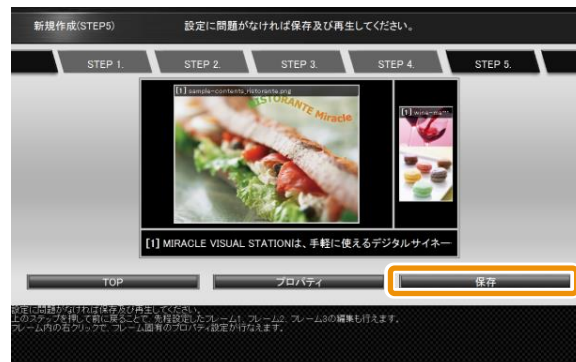 新規作成(STEP5)
設定に問題がなければ保存及び再生してください。
STEP 1.
STEP 2.
STEP 3.
STEP 4.
STEP 5.
[1] sample-contents_ristorante.png
RISTORANTE Miracle
[1] wine-mami
[1] MIRACLE VISUAL STATIONは、手軽に使えるデジタルサイネー
TOP
プロパティ
保存
設定に問題がなければ保存及び再生してください。
上のステップを押して前に戻ることで、先程設定したフレーム1、フレーム2、フレーム3の編集も行えます。
フレーム内の右クリックで、フレーム固有のプロパティ設定が行なえます。